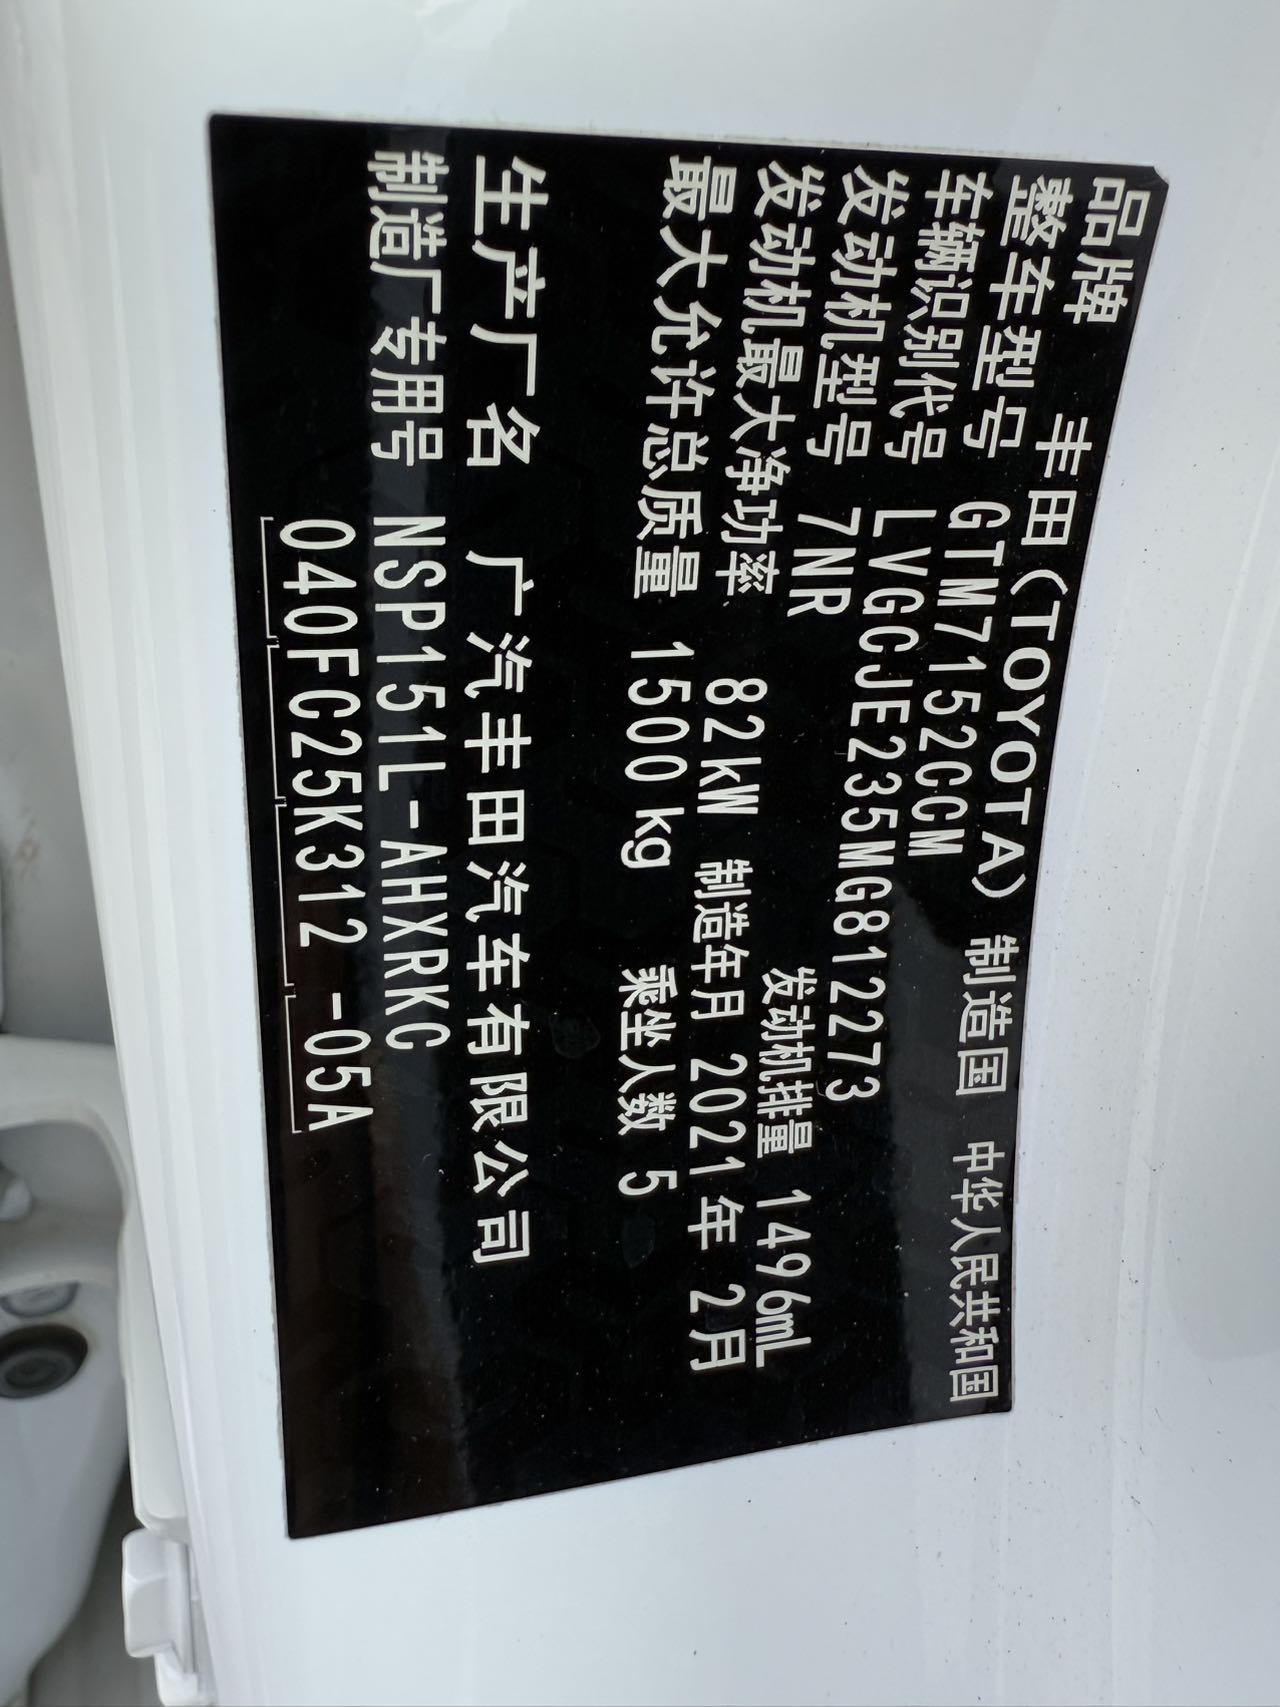 品牌 丰田(TOYOTA) 制造国 中华人民共和国
整车型号 GTM7152GCM
车辆识别代号 LVGCJE235MG812273
发动机型号 7NR 发动机排量 1496mL
发动机最大净功率 82kW 制造年月 2021年 2月
最大允许总质量 1500kg 乘坐人数 5
生产厂名 广汽丰田汽车有限公司
制造厂专用号 NSP151L-AHXRKC
040FC25K312 -05A